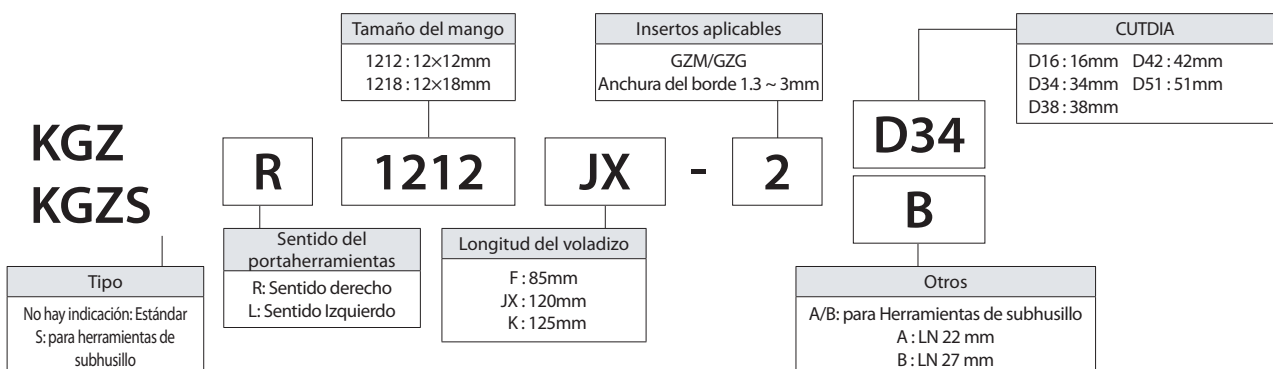 Tamaño del mango
1212 : 12×12mm
1218 : 12×18mm
Insertos aplicables
GZM/GZG
Anchura del borde 1.3 ~ 3mm
CUTDIA
D16 : 16mm D42 : 42mm
D34 : 34mm D51 : 51mm
D38 : 38mm
KGZ
KGZS
R
1212
JX
-
2
D34
B
Tipo
No hay indicación: Estándar
S: para herramientas de
subhusillo
Sentido del
portaherramientas
R: Sentido derecho
L: Sentido Izquierdo
Longitud del voladizo
F : 85mm
JX : 120mm
K : 125mm
Otros
A/B: para Herramientas de subhusillo
A : LN 22 mm
B : LN 27 mm